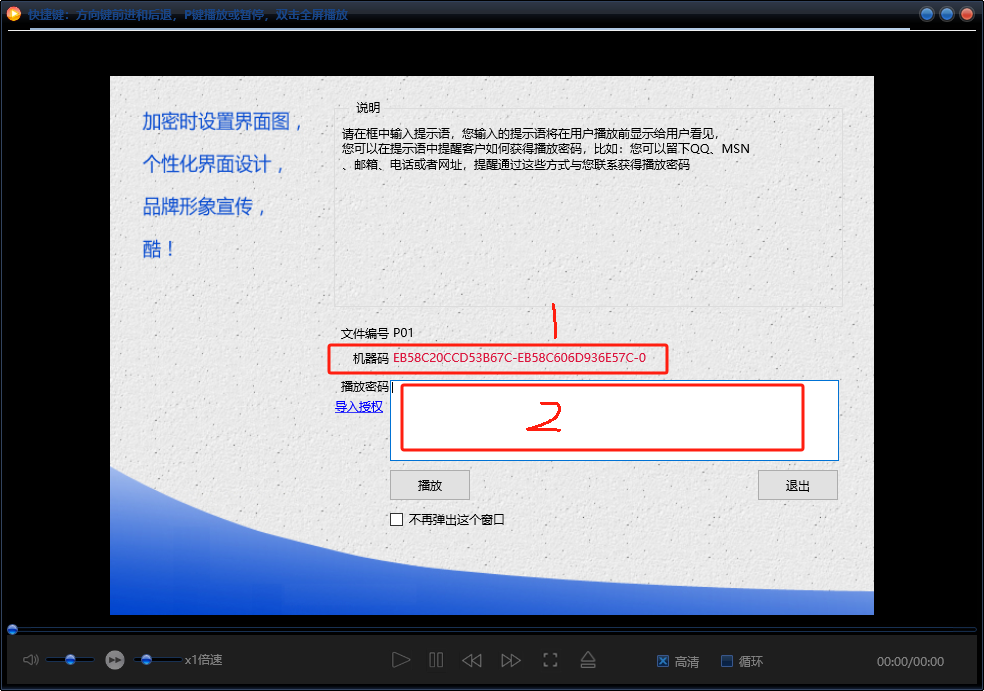 快捷键：方向键前进和后退，P键播放或暂停，双击全屏播放
加密时设置界面图，
个性化界面设计，
品牌形象宣传，
酷！
说明
请在框中输入提示语，您输入的提示语将在用户播放前显示给用户看见，
您可以在提示语中提醒客户如何获得播放密码，比如：您可以留下QQ、MSN
、邮箱、电话或者网址，提醒通过这些方式与您联系获得播放密码
1
文件编号 P01
机器码 EB58C20CCD53B67C-EB58C606D936E57C-0
播放密码
导入授权
2
播放
退出
不再弹出这个窗口
x1倍速
高清
循环
00:00/00:00